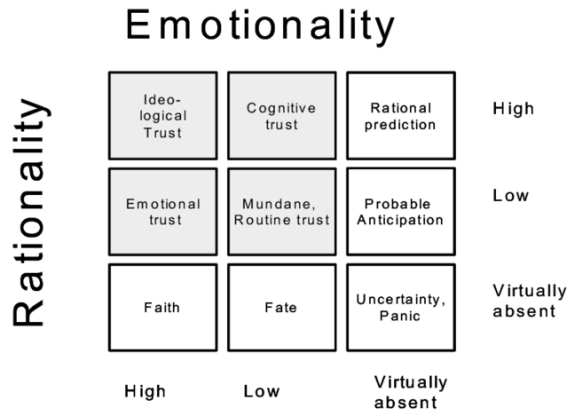 Emotionality
Rationality
Ideo-
logical
Trust
Cognitive
trust
Rational
prediction
High
Emotional
trust
Mundane,
Routine trust
Probable
Anticipation
Low
Faith
Fate
Uncertainty,
Panic
Virtually
absent
High
Low
Virtually
absent